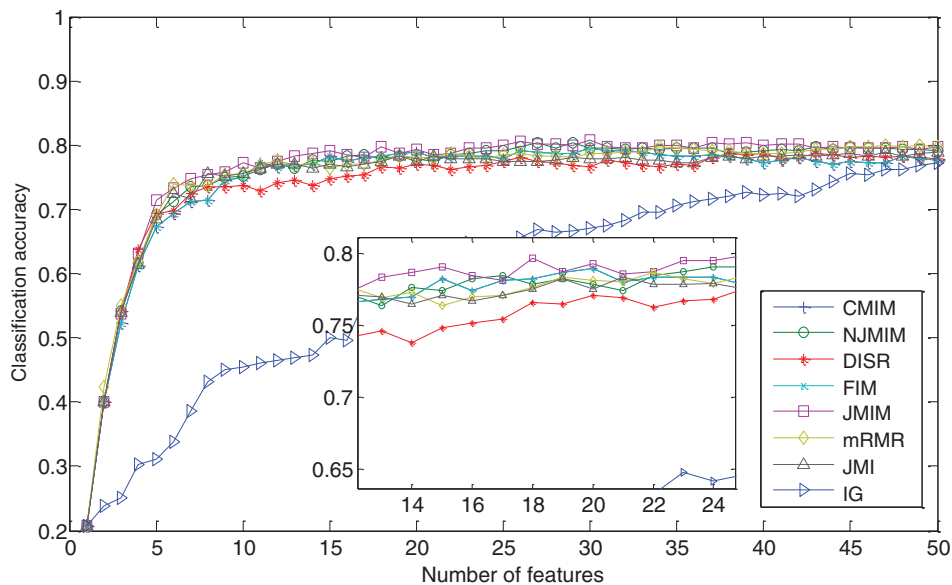 1
0.9
0.8
0.7
0.6
0.5
0.4
0.3
0.2
Classification accuracy
0 5 10 15 20 25 30 35 40 45 50
Number of features
0.8
0.75
0.7
0.65
14 16 18 20 22 24
CMIM
NJMIM
DISR
FIM
JMIM
mRMR
JMI
IG